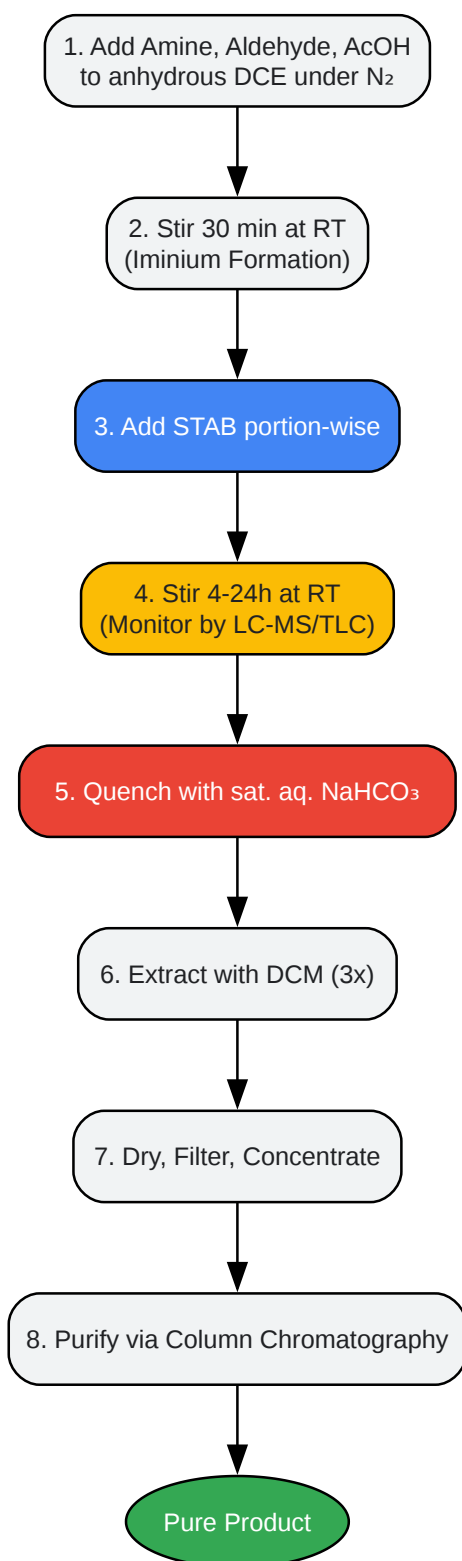 1. Add Amine, Aldehyde, AcOH
to anhydrous DCE under N₂
2. Stir 30 min at RT
(Iminium Formation)
3. Add STAB portion-wise
4. Stir 4-24h at RT
(Monitor by LC-MS/TLC)
5. Quench with sat. aq. NaHCO₃
6. Extract with DCM (3x)
7. Dry, Filter, Concentrate
8. Purify via Column Chromatography
Pure Product